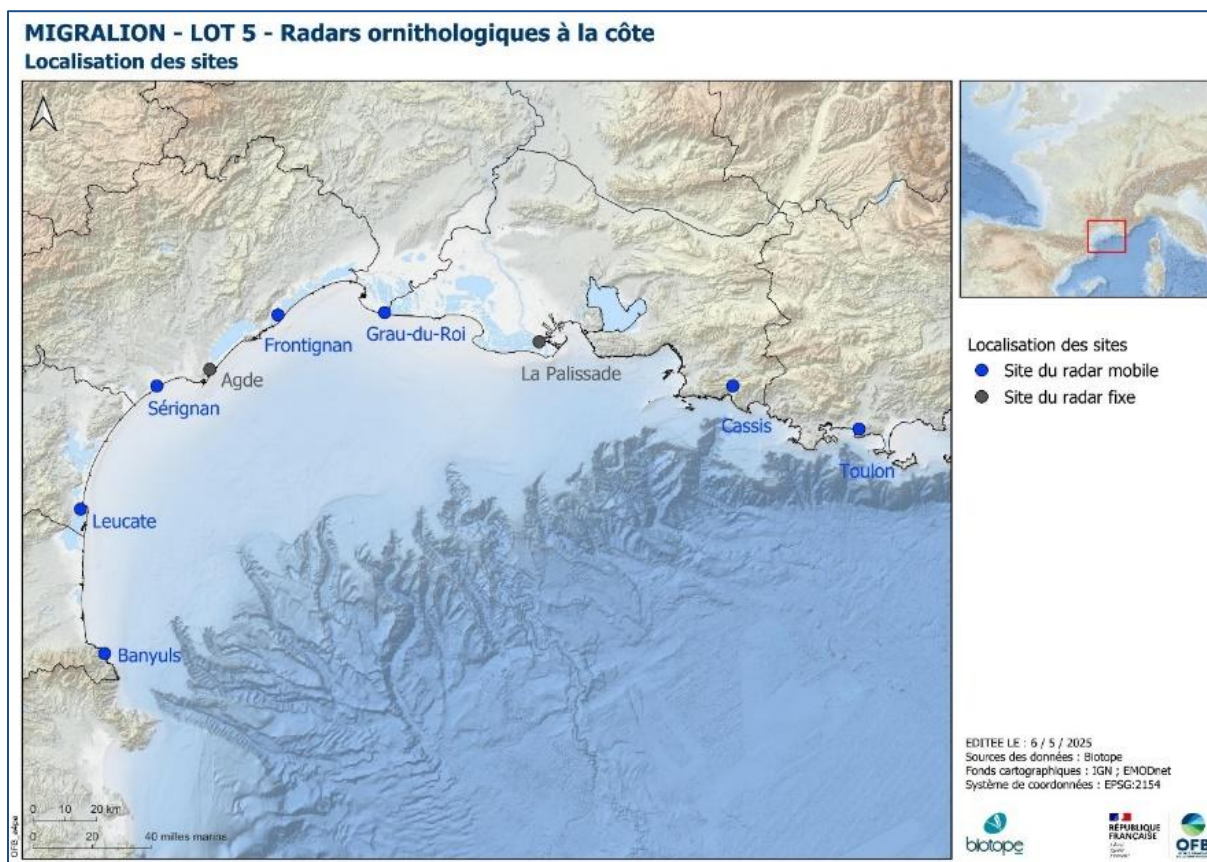 MIGRALION - LOT 5 - Radars ornithologiques à la côte
Localisation des sites
Frontignan
Grau-du-Roi
La Palissade
Agde
Sérignan
Cassis
Toulon
Leucate
Banyuls
Localisation des sites
Site du radar mobile
Site du radar fixe
EDITEE LE : 6 / 5 / 2025
Sources des données : Biotope
Fonds cartographiques : IGN ; EMODnet
Système de coordonnées : EPSG:2154
0 10 20 km
0 20 40 milles marins
biotope
RÉPUBLIQUE
FRANÇAISE
OFB